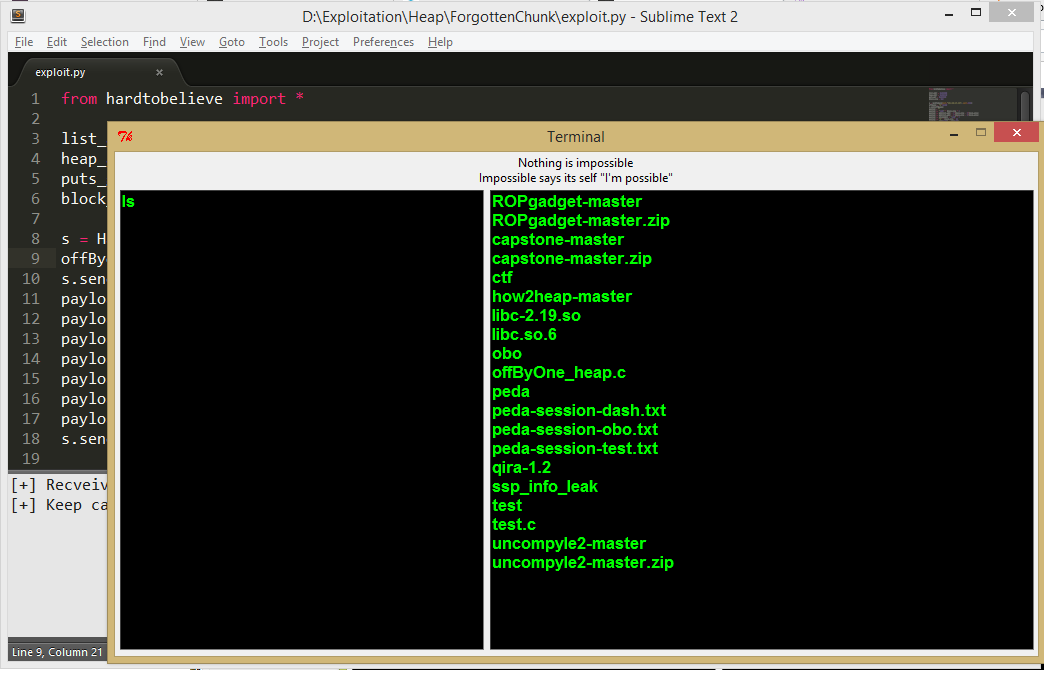 D:\Exploitation\Heap\ForgottenChunk\exploit.py - Sublime Text 2
File Edit Selection Find View Goto Tools Project Preferences Help
exploit.py ×
1 from hardtobelieve import *
2
3 list_
4 heap_
5 puts_
6 block
7
8 s = H
9 offBy
10 s.sen
11 paylo
12 paylo
13 paylo
14 paylo
15 paylo
16 paylo
17 paylo
18 s.sen
19
[+] Recveiv
[+] Keep ca
Line 9, Column 21
Terminal
Nothing is impossible
Impossible says its self "I'm possible"
ls
ROPgadget-master
ROPgadget-master.zip
capstone-master
capstone-master.zip
ctf
how2heap-master
libc-2.19.so
libc.so.6
obo
offByOne_heap.c
peda
peda-session-dash.txt
peda-session-obo.txt
peda-session-test.txt
qira-1.2
ssp_info_leak
test
test.c
uncompyle2-master
uncompyle2-master.zip